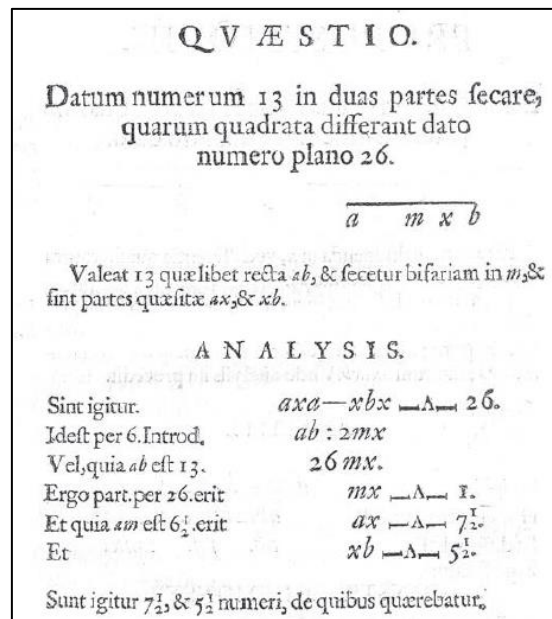 QVÆSTIO.
Datum numerum 13 in duas partes ſecare,
quarum quadrata differant dato
numero plano 26.
a m x b
Valeat 13 quælibet recta ab, & ſecetur bifariam in m, &
ſint partes quæſitæ ax, & xb.
ANALYSIS.
Sint igitur. axa—xbx —Λ— 26.
Ideſt per 6. Introd. ab : 2mx
Vel, quia ab eſt 13. 26 mx.
Ergo part. per 26. erit mx —Λ— 1.
Et quia am eſt 6½. erit ax —Λ— 7½.
Et xb —Λ— 5½.
Sunt igitur 7½, & 5½ numeri, de quibus quærebatur.